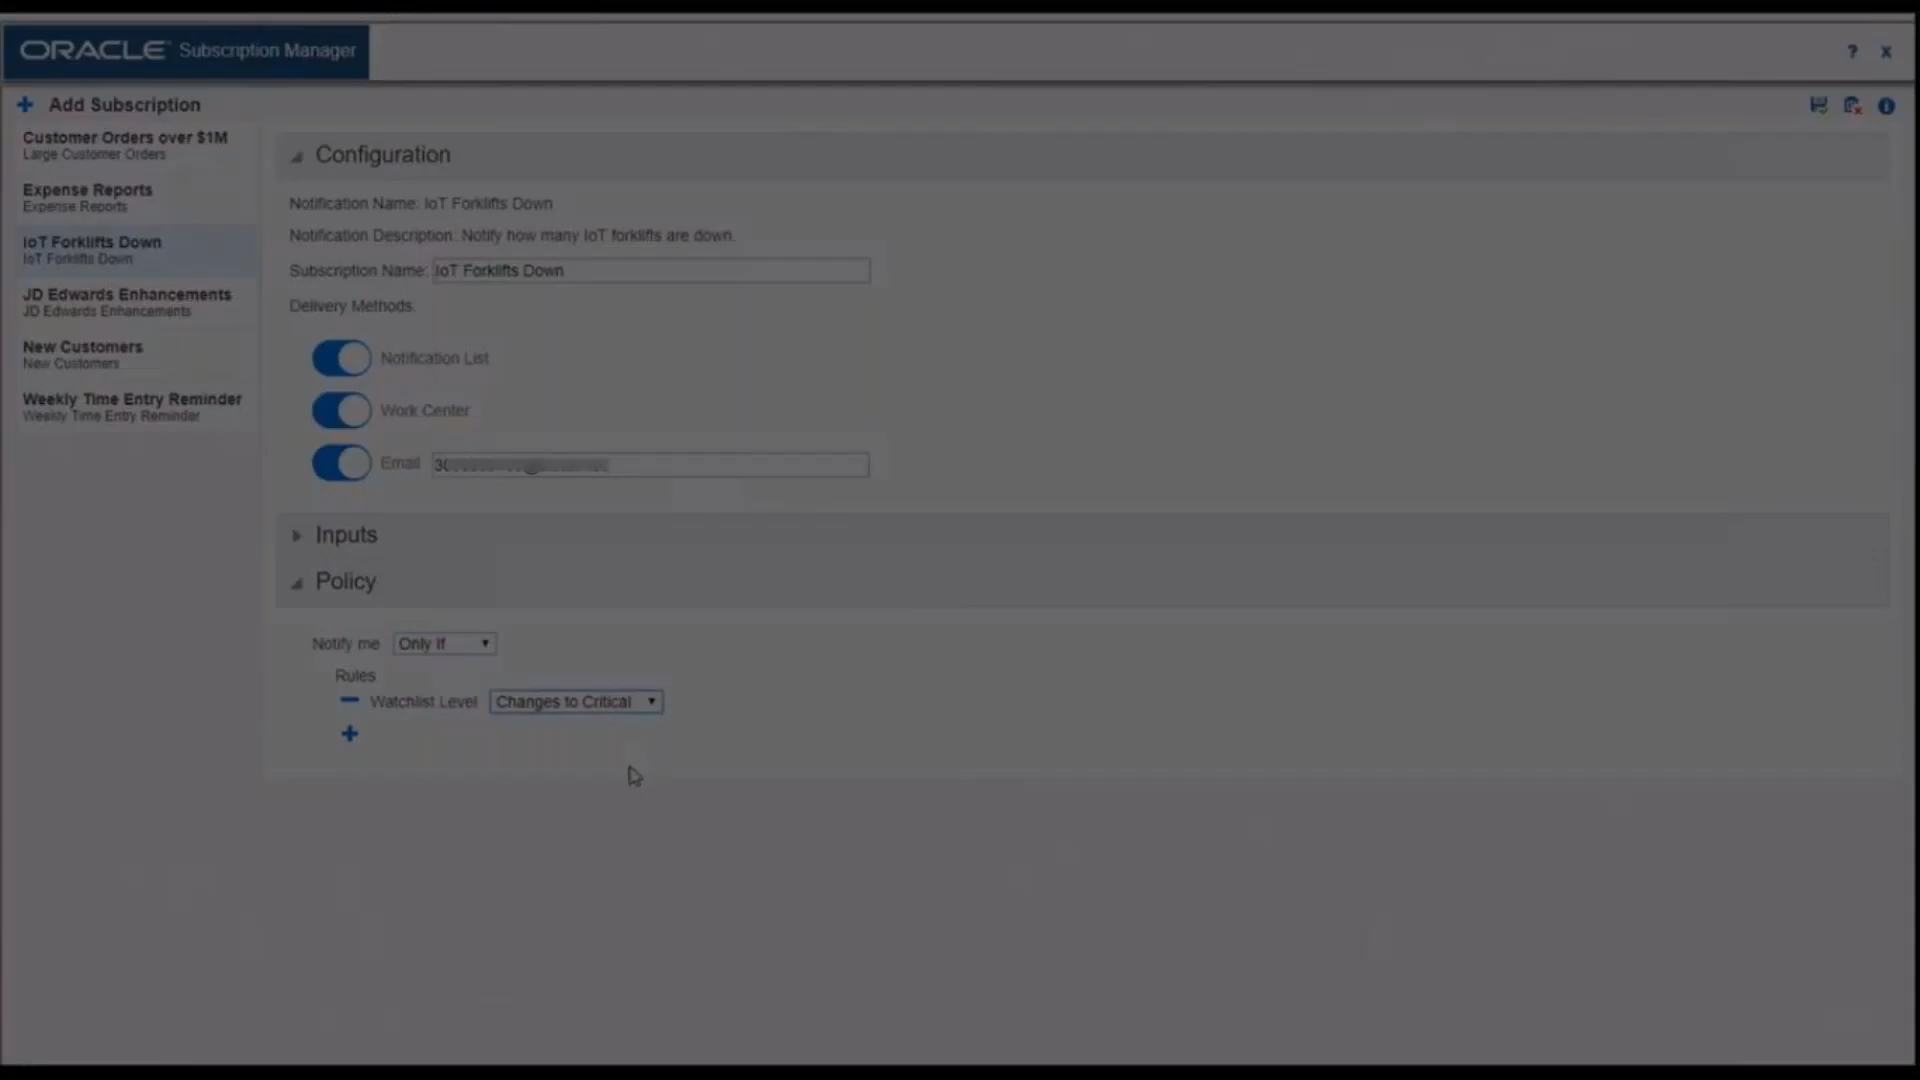 ORACLE Subscription Manager
? x
Add Subscription
Customer Orders over $1M
Large Customer Orders
Expense Reports
Expense Reports
IoT Forklifts Down
IoT Forklifts Down
JD Edwards Enhancements
JD Edwards Enhancements
New Customers
New Customers
Weekly Time Entry Reminder
Weekly Time Entry Reminder
Configuration
Notification Name: IoT Forklifts Down
Notification Description: Notify how many IoT forklifts are down.
Subscription Name: IoT Forklifts Down
Delivery Methods:
Notification List
Work Center
Email
Inputs
Policy
Notify me Only If
Rules
Watchlist Level Changes to Critical